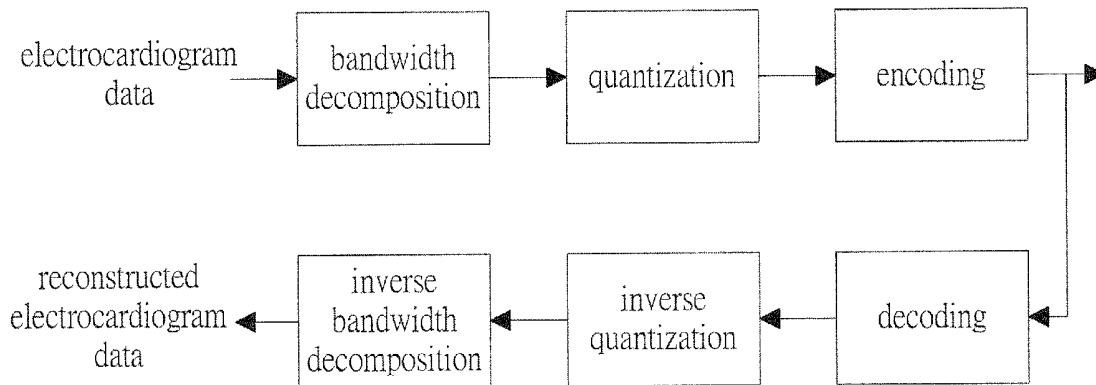 electrocardiogram
data
bandwidth
decomposition
quantization
encoding
reconstructed
electrocardiogram
data
inverse
bandwidth
decomposition
inverse
quantization
decoding